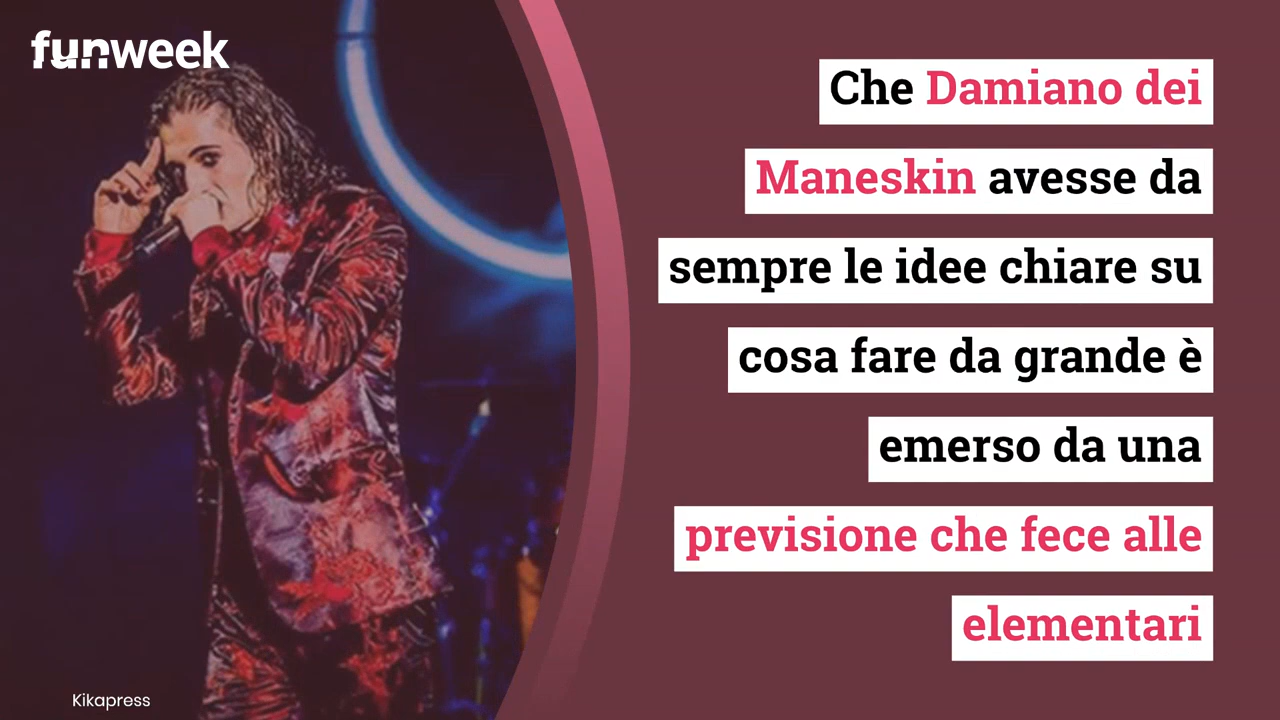 funweek
Che Damiano dei
Maneskin avesse da
sempre le idee chiare su
cosa fare da grande è
emerso da una
previsione che fece alle
elementari
Kikapress